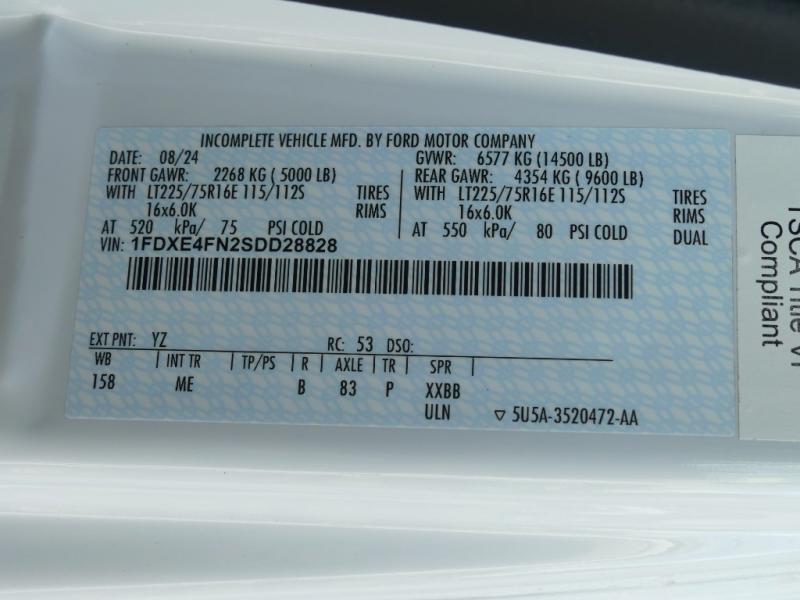 INCOMPLETE VEHICLE MFD. BY FORD MOTOR COMPANY
DATE: 08/24 GVWR: 6577 KG (14500 LB)
FRONT GAWR: 2268 KG ( 5000 LB) REAR GAWR: 4354 KG ( 9600 LB)
WITH LT225/75R16E 115/112S TIRES WITH LT225/75R16E 115/112S TIRES
16x6.0K RIMS 16x6.0K RIMS
AT 520 kPa/ 75 PSI COLD AT 550 kPa/ 80 PSI COLD DUAL
VIN: 1FDXE4FN2SDD28828
EXT PNT: YZ RC: 53 DSO:
WB INT TR TP/PS R AXLE TR SPR
158 ME B 83 P XXBB
ULN ▽ 5U5A-3520472-AA
TSCA Title VI
Compliant